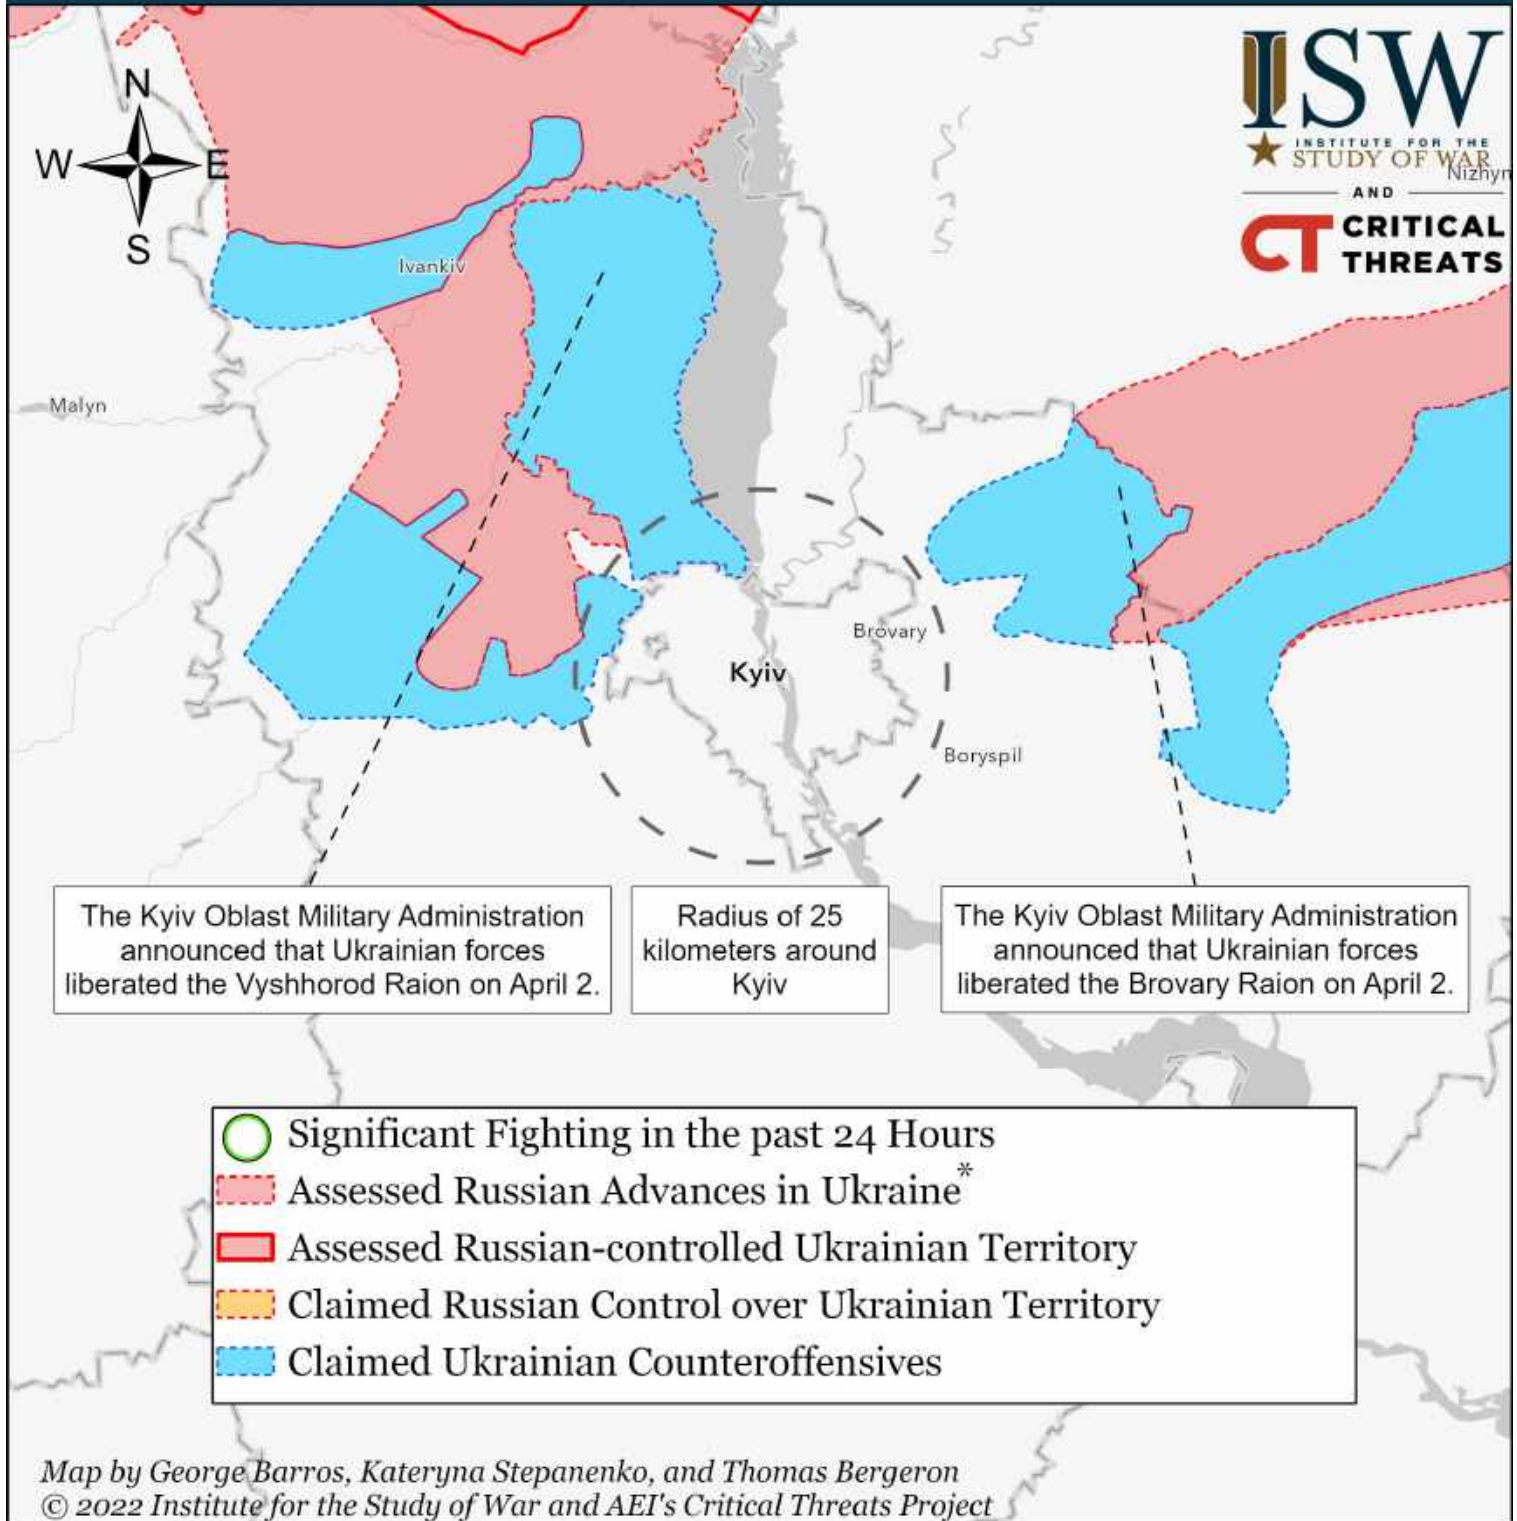 N
W E
S
ISW
INSTITUTE FOR THE
STUDY OF WAR
Nizhyn
AND
CT CRITICAL
THREATS
Ivankiv
Malyn
Brovary
Kyiv
Boryspil
The Kyiv Oblast Military Administration
announced that Ukrainian forces
liberated the Vyshhorod Raion on April 2.
Radius of 25
kilometers around
Kyiv
The Kyiv Oblast Military Administration
announced that Ukrainian forces
liberated the Brovary Raion on April 2.
Significant Fighting in the past 24 Hours
Assessed Russian Advances in Ukraine*
Assessed Russian-controlled Ukrainian Territory
Claimed Russian Control over Ukrainian Territory
Claimed Ukrainian Counteroffensives
Map by George Barros, Kateryna Stepanenko, and Thomas Bergeron
© 2022 Institute for the Study of War and AEI's Critical Threats Project